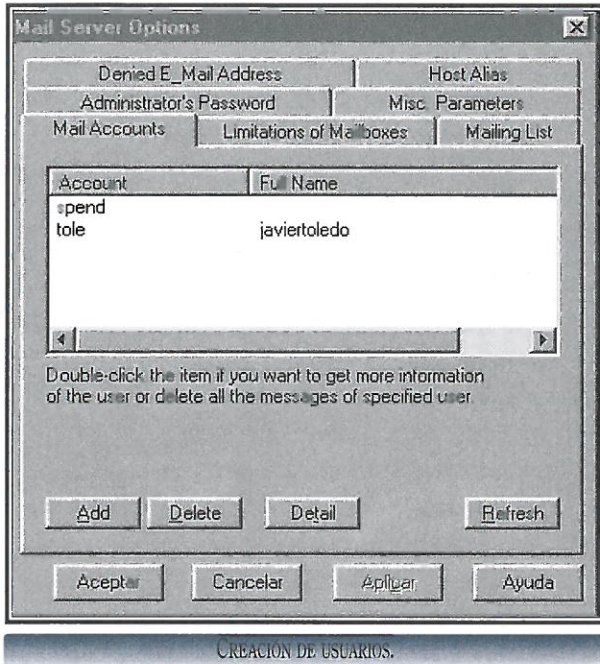 Mail Server Options
Denied E_Mail Address Host Alias
Administrator's Password Misc. Parameters
Mail Accounts Limitations of Mailboxes Mailing List
Account Full Name
spend
tole javiertoledo
Double-click the item if you want to get more information
of the user or delete all the messages of specified user.
Add Delete Detail Refresh
Aceptar Cancelar Aplicar Ayuda
CREACIÓN DE USUARIOS.